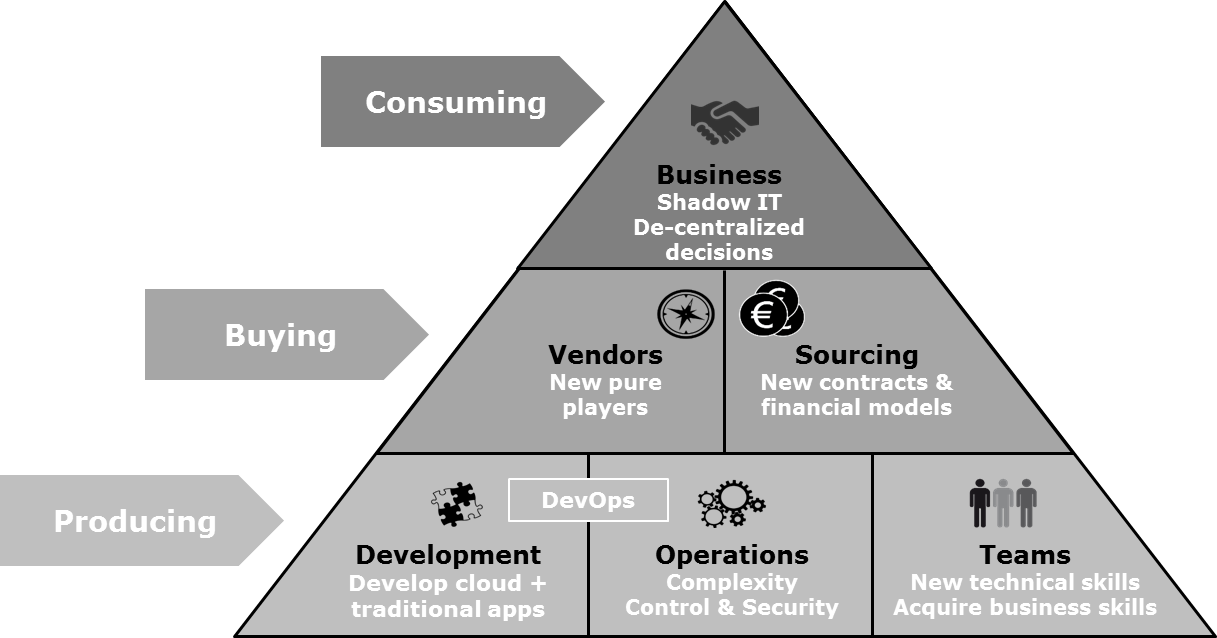 Consuming
Business
Shadow IT
De-centralized
decisions
Buying
Vendors
New pure
players
€
€
Sourcing
New contracts &
financial models
Producing
DevOps
Development
Develop cloud +
traditional apps
Operations
Complexity
Control & Security
Teams
New technical skills
Acquire business skills